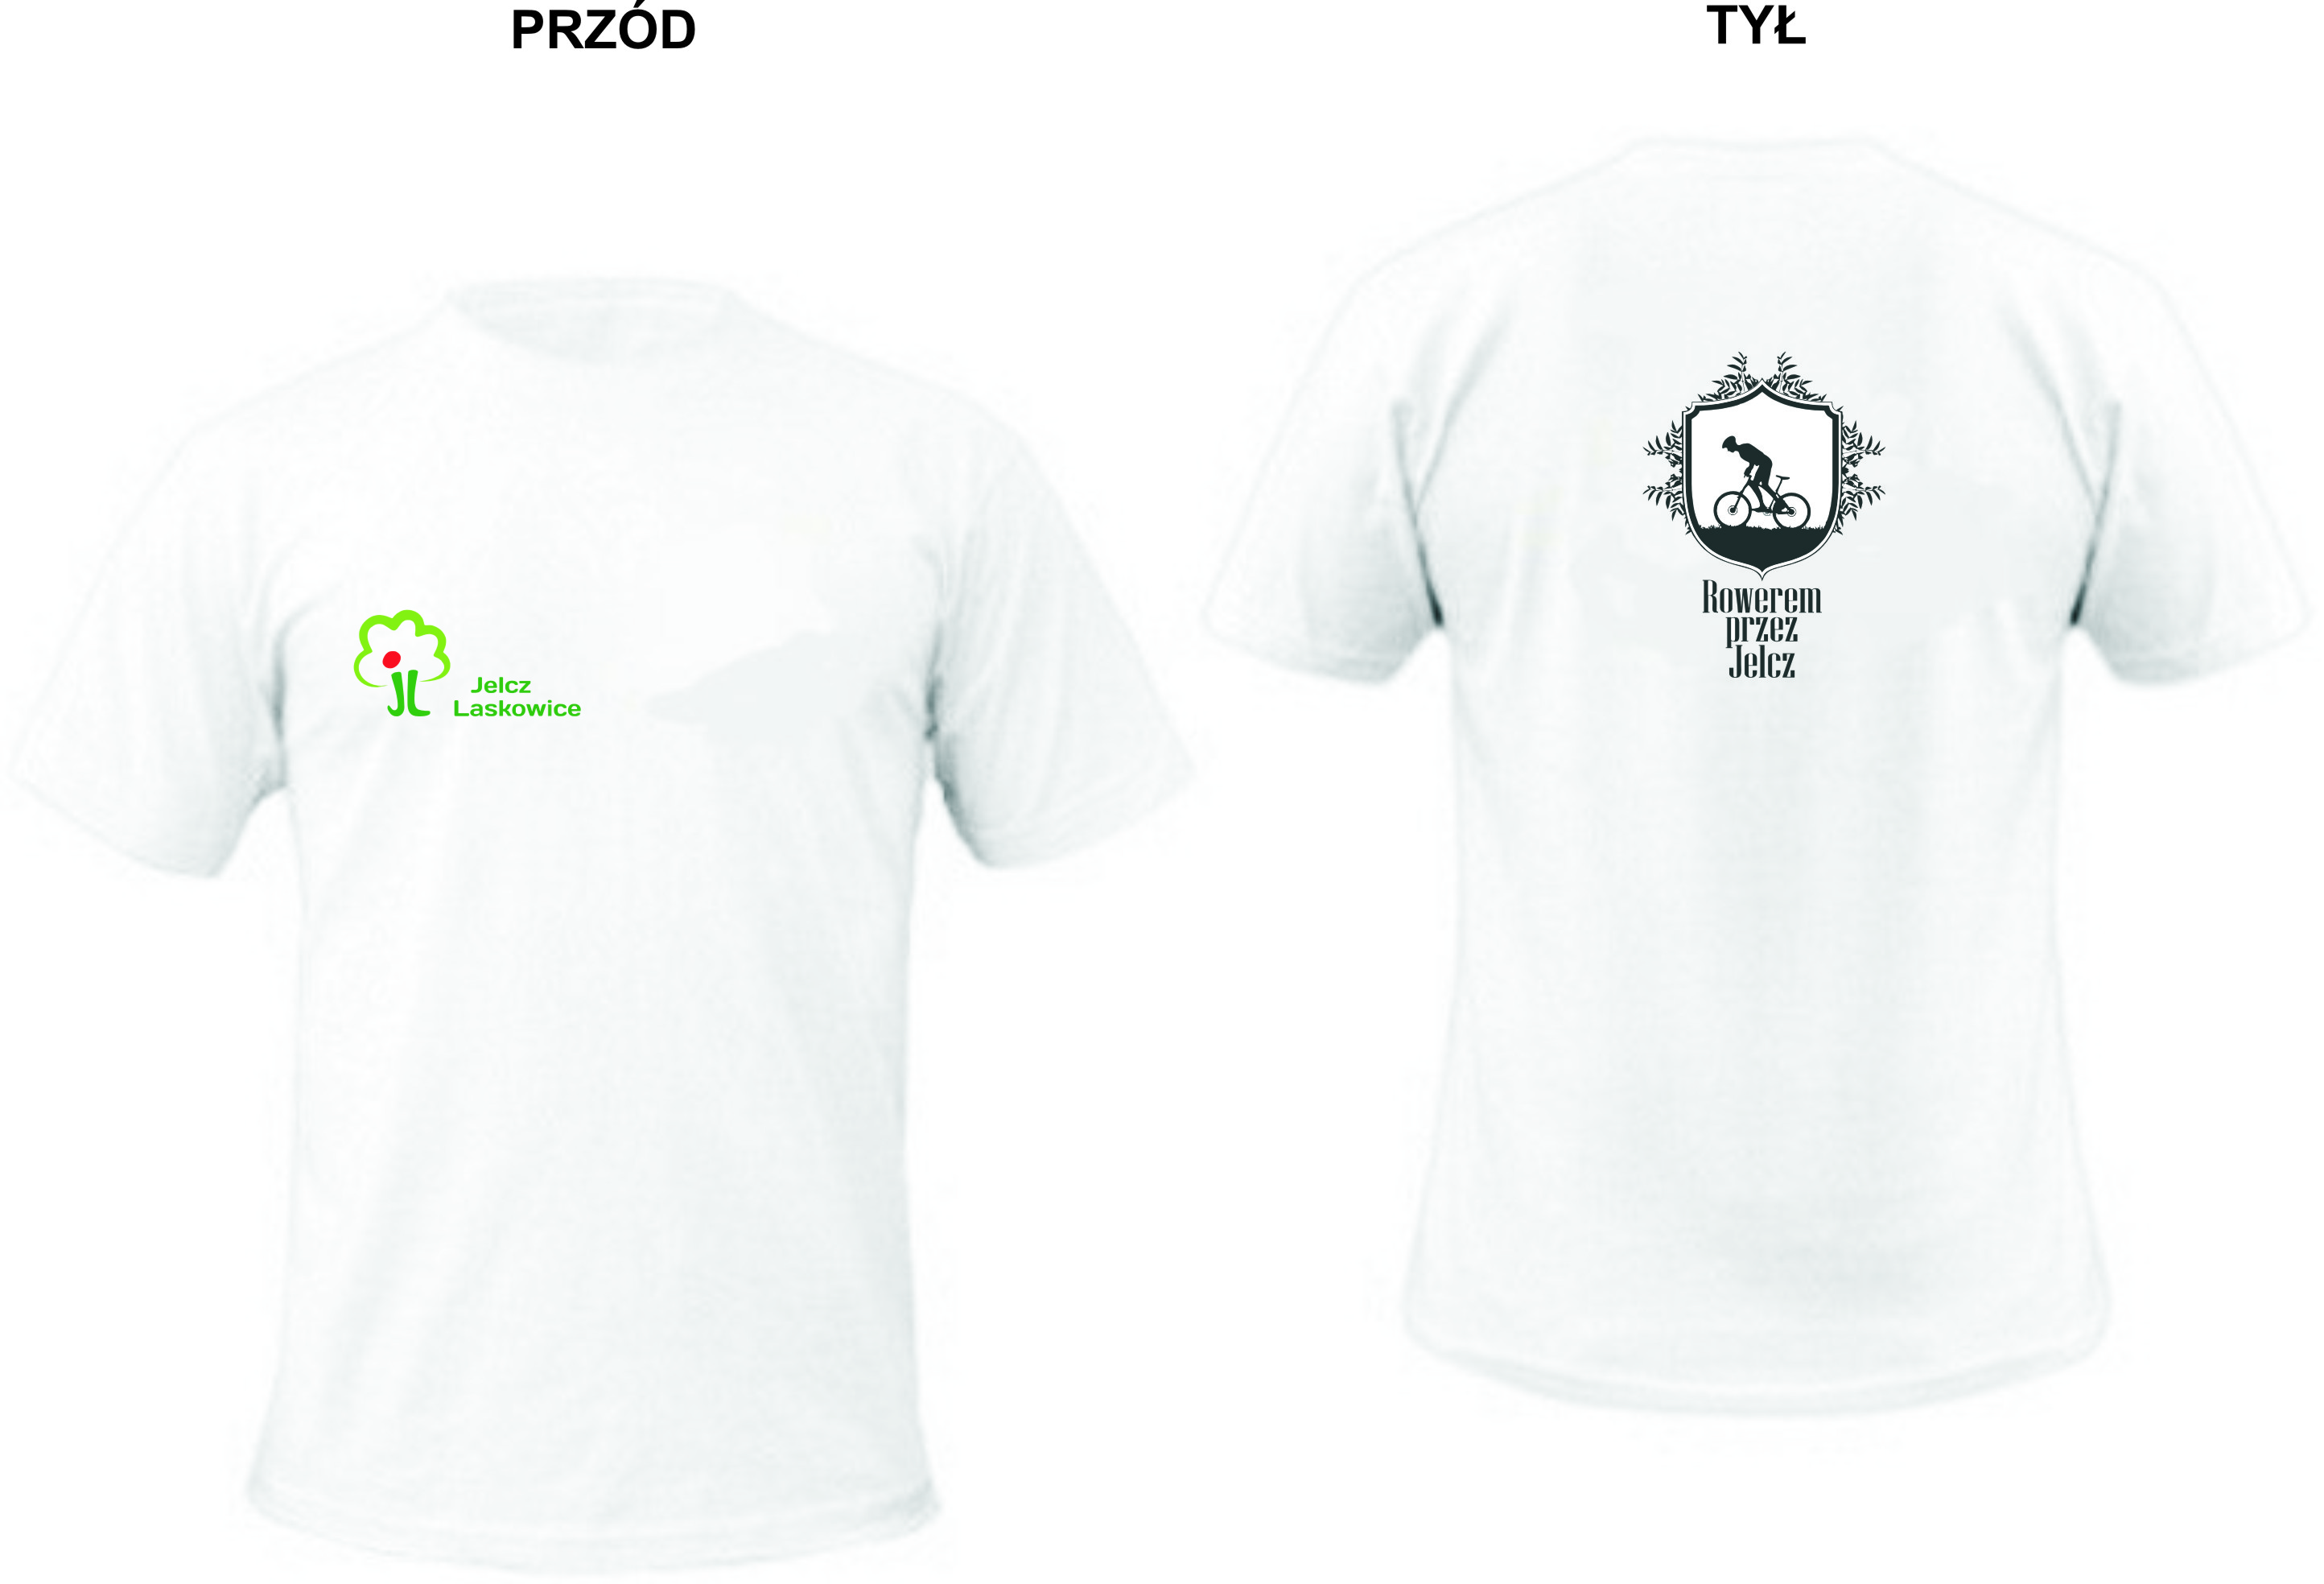 PRZÓD
TYŁ
Jelcz
Laskowice
Rowerem
przez
Jelcz